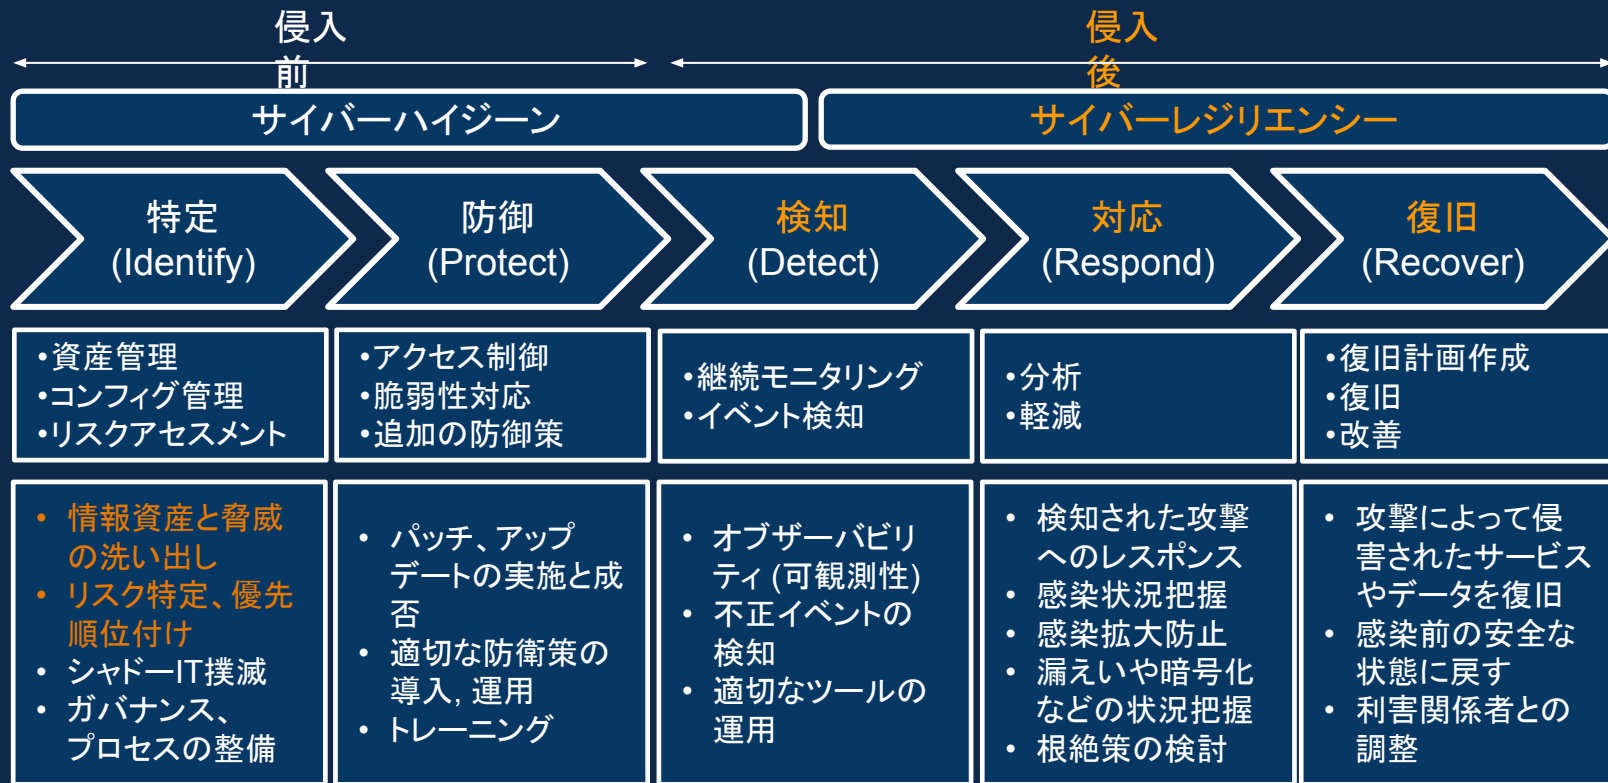 侵入
前
侵入
後
サイバーハイジーン
サイバーレジリエンシー
特定
(Identify)
防御
(Protect)
検知
(Detect)
対応
(Respond)
復旧
(Recover)
•資産管理
•コンフィグ管理
•リスクアセスメント
•アクセス制御
•脆弱性対応
•追加の防御策
•継続モニタリング
•イベント検知
•分析
•軽減
•復旧計画作成
•復旧
•改善
• 情報資産と脅威
の洗い出し
• リスク特定、優先
順位付け
• シャドーIT撲滅
• ガバナンス、
プロセスの整備
• パッチ、アップ
デートの実施と成
否
• 適切な防衛策の
導入, 運用
• トレーニング
• オブザーバビリ
ティ (可観測性)
• 不正イベントの
検知
• 適切なツールの
運用
• 検知された攻撃
へのレスポンス
• 感染状況把握
• 感染拡大防止
• 漏えいや暗号化
などの状況把握
• 根絶策の検討
• 攻撃によって侵
害されたサービス
やデータを復旧
• 感染前の安全な
状態に戻す
• 利害関係者との
調整